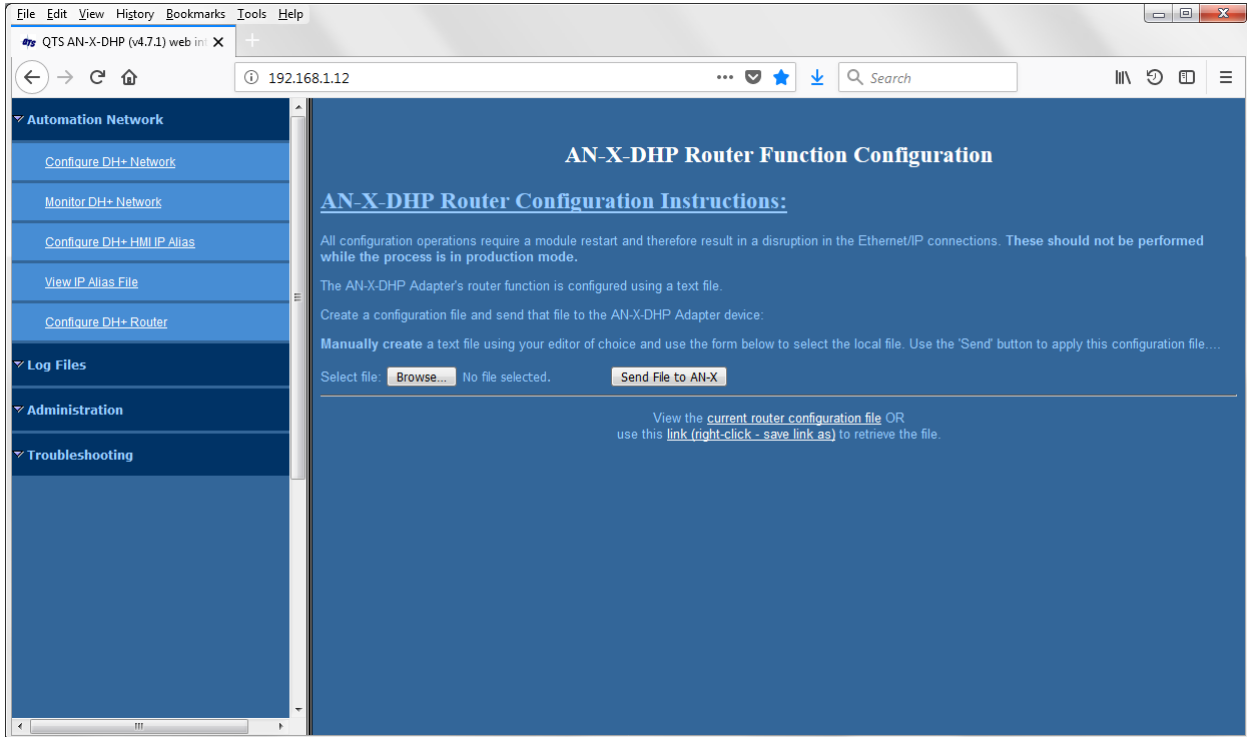 File Edit View History Bookmarks Tools Help
QTS AN-X-DHP (v4.7.1) web int
192.168.1.12
Search
Automation Network
Configure DH+ Network
Monitor DH+ Network
Configure DH+ HMI IP Alias
View IP Alias File
Configure DH+ Router
Log Files
Administration
Troubleshooting
AN-X-DHP Router Function Configuration
AN-X-DHP Router Configuration Instructions:
All configuration operations require a module restart and therefore result in a disruption in the Ethernet/IP connections. These should not be performed
while the process is in production mode.
The AN-X-DHP Adapter's router function is configured using a text file.
Create a configuration file and send that file to the AN-X-DHP Adapter device:
Manually create a text file using your editor of choice and use the form below to select the local file. Use the 'Send' button to apply this configuration file....
Select file: Browse... No file selected. Send File to AN-X
View the current router configuration file OR
use this link (right-click - save link as) to retrieve the file.